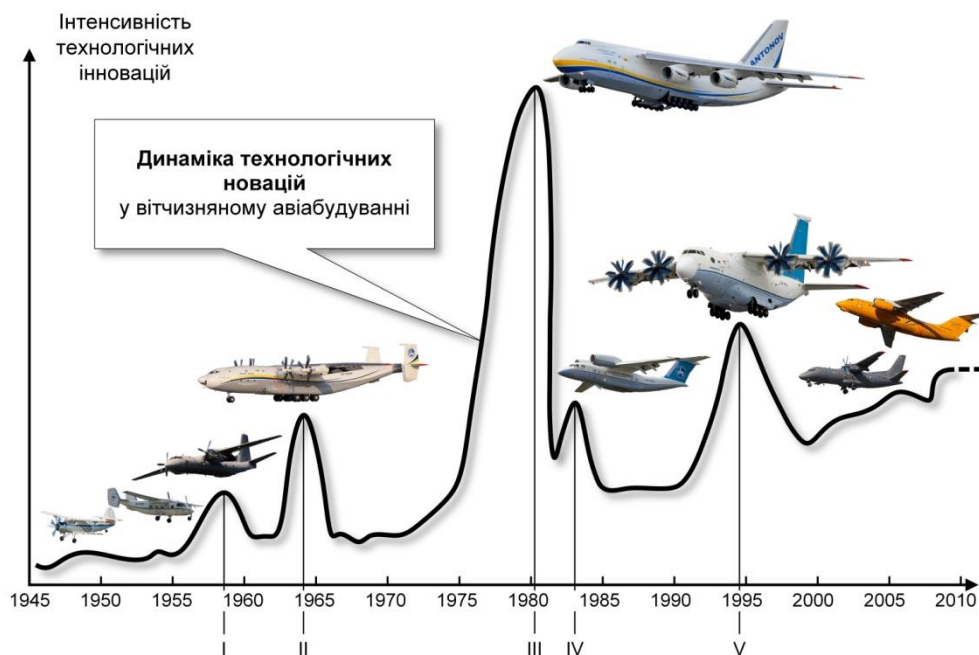 Інтенсивність
технологічних
інновацій
Динаміка технологічних
новацій
у вітчизняному авіабудуванні
ANTONOV
1945 1950 1955 1960 1965 1970 1975 1980 1985 1990 1995 2000 2005 2010
I II III IV V